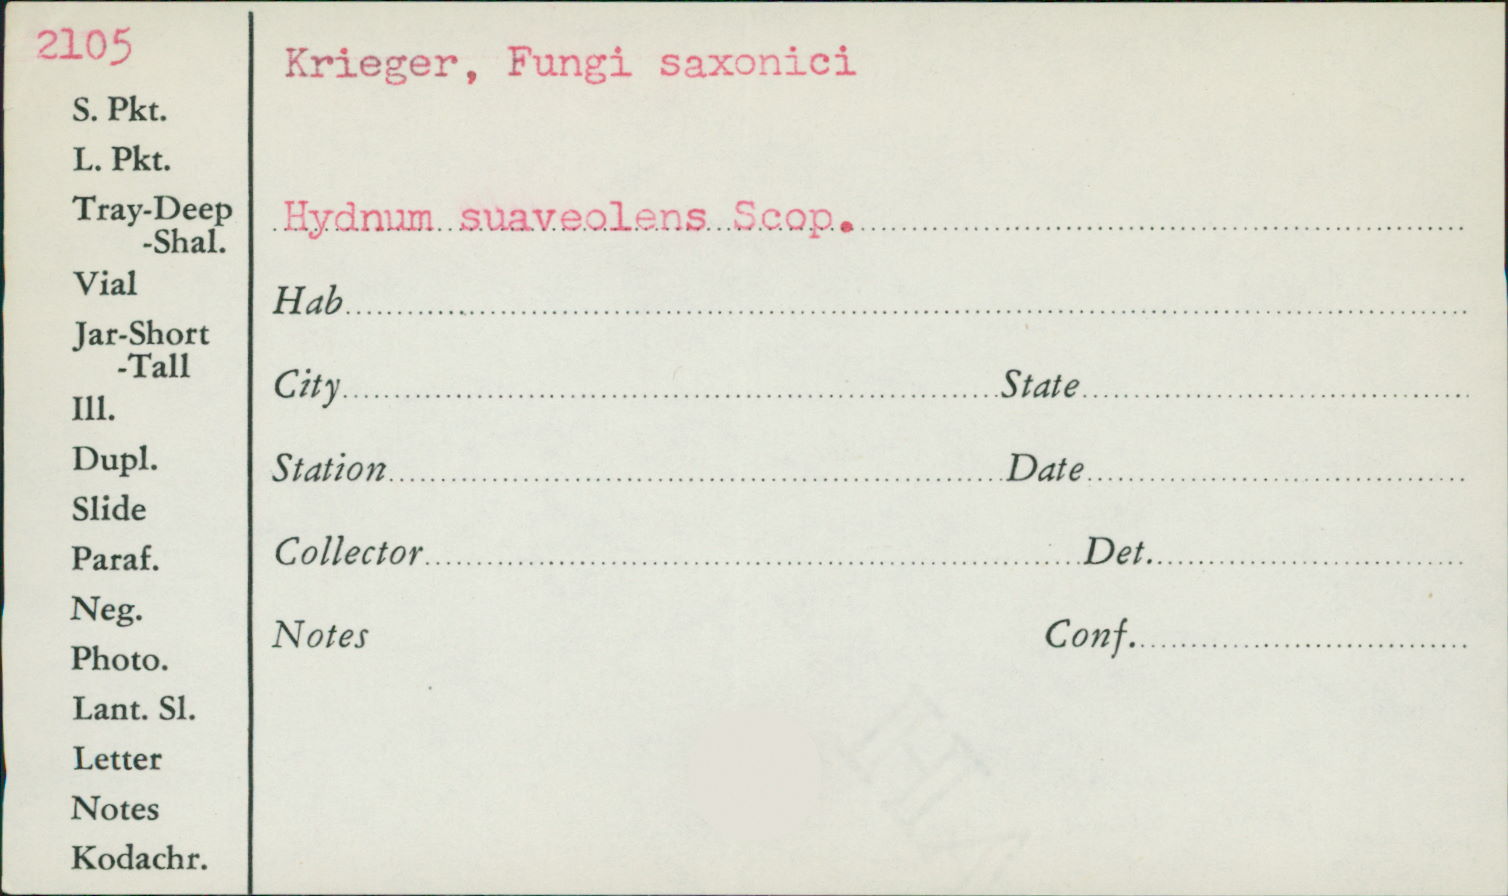 2105
S. Pkt.
L. Pkt.
Tray-Deep
-Shal.
Vial
Jar-Short
-Tall
Ill.
Dupl.
Slide
Paraf.
Neg.
Photo.
Lant. Sl.
Letter
Notes
Kodachr.
Krieger, Fungi saxonici
Hydnum suaveolens Scop.
Hab
City State
Station Date
Collector Det.
Notes Conf.